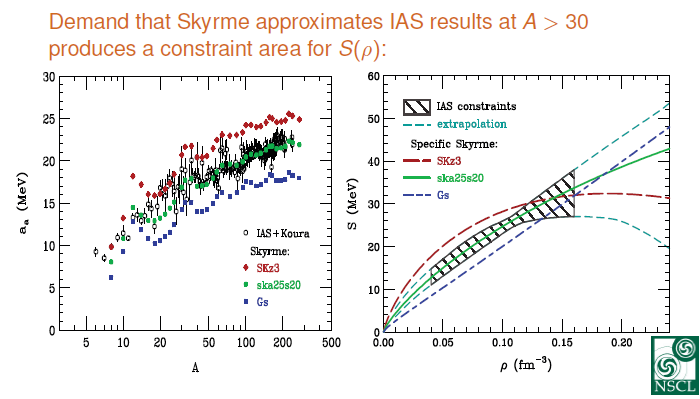 Demand that Skyrme approximates IAS results at A > 30
produces a constraint area for S(ρ):
30
25
20
15
10
5
0
a_a (MeV)
IAS+Koura
Skyrme:
SKz3
ska25s20
Gs
5 10 20 50 100 200 500
A
60
50
40
30
20
10
0
S (MeV)
IAS constraints
extrapolation
Specific Skyrme:
SKz3
ska25s20
Gs
0.00 0.05 0.10 0.15 0.20
ρ (fm⁻³)
NSCL